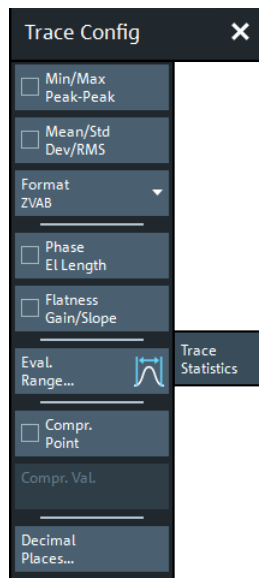 Trace Config
Min/Max
Peak-Peak
Mean/Std
Dev/RMS
Format
ZVAB
Phase
El Length
Flatness
Gain/Slope
Eval.
Range...
Trace
Statistics
Compr.
Point
Compr. Val.
Decimal
Places...